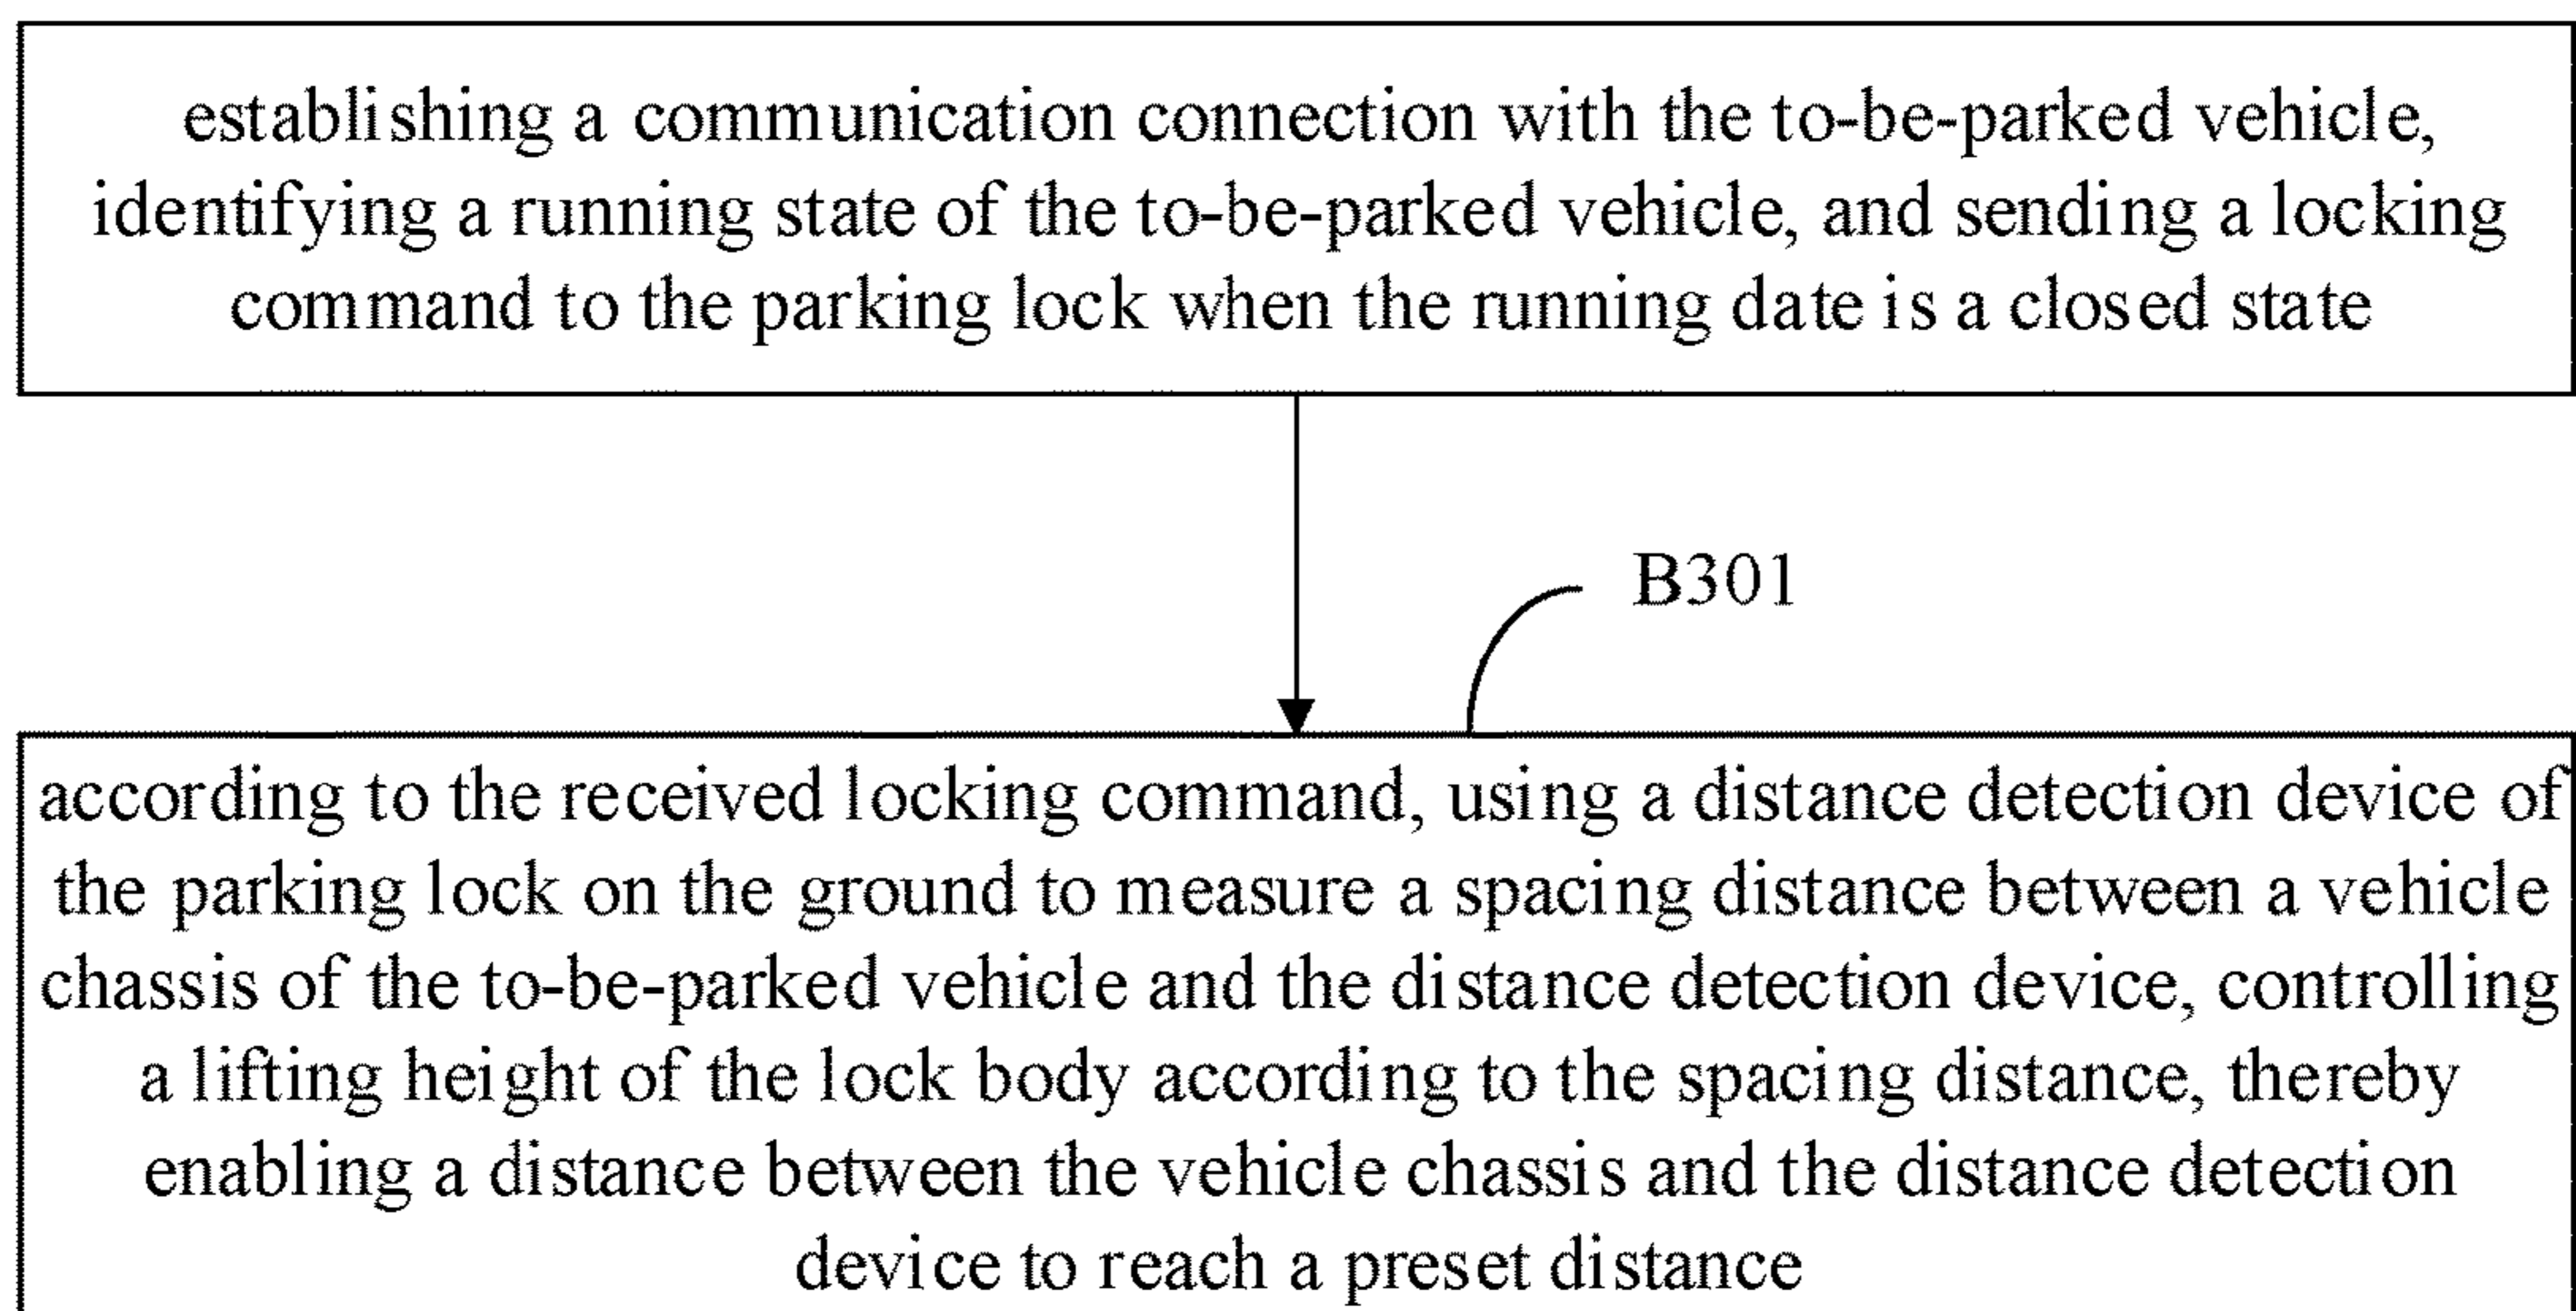 establishing a communication connection with the to-be-parked vehicle,
identifying a running state of the to-be-parked vehicle, and sending a locking
command to the parking lock when the running date is a closed state
B301
according to the received locking command, using a distance detection device of
the parking lock on the ground to measure a spacing distance between a vehicle
chassis of the to-be-parked vehicle and the distance detection device, controlling
a lifting height of the lock body according to the spacing distance, thereby
enabling a distance between the vehicle chassis and the distance detection
device to reach a preset distance